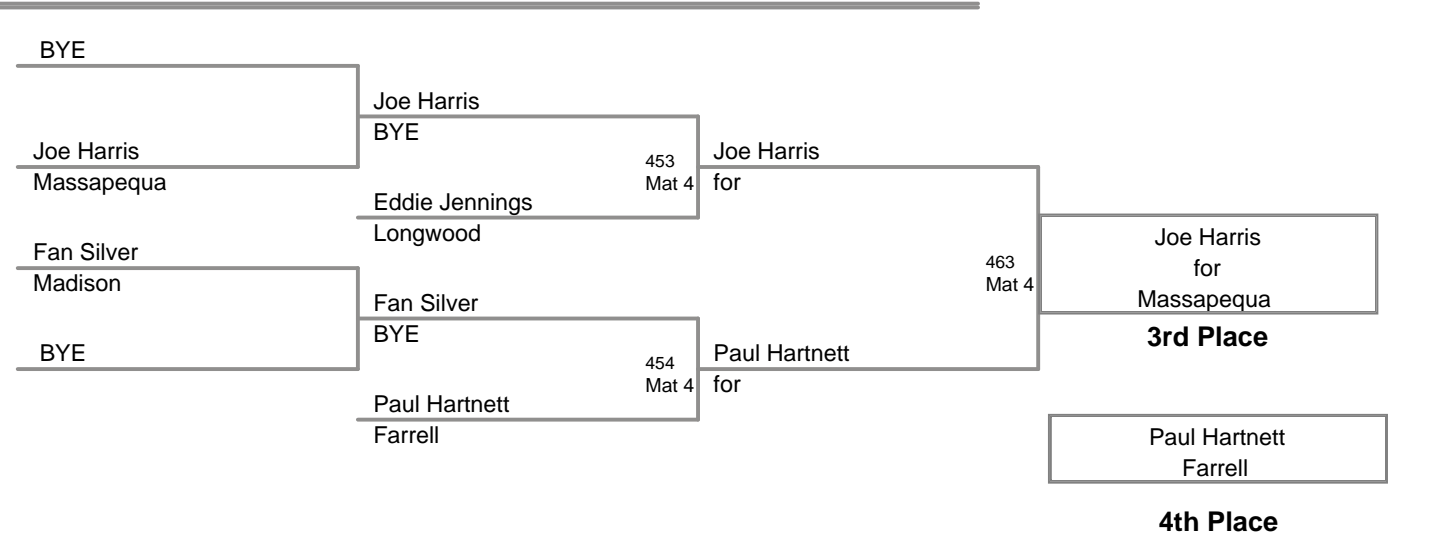 BYE
Joe Harris
BYE
Joe Harris
Massapequa
453
Mat 4
Joe Harris
for
Eddie Jennings
Longwood
Fan Silver
Madison
463
Mat 4
Joe Harris
for
Massapequa
3rd Place
Fan Silver
BYE
BYE
454
Mat 4
Paul Hartnett
for
Paul Hartnett
Farrell
Paul Hartnett
Farrell
4th Place